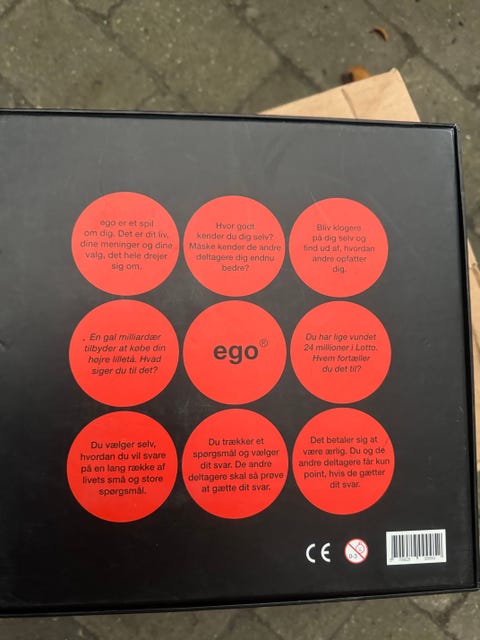 ego er et spil
om dig. Det er dit liv,
dine meninger og dine
valg, det hele drejer
sig om.
Hvor godt
kender du dig selv?
Måske kender de andre
deltagere dig endnu
bedre?
Bliv klogere
på dig selv og
find ud af, hvordan
andre opfatter
dig.
En gal milliardær
tilbyder at købe din
højre lilletå. Hvad
siger du til det?
ego®
Du har lige vundet
24 millioner i Lotto.
Hvem fortæller
du det til?
Du vælger selv,
hvordan du vil svare
på en lang række af
livets små og store
spørgsmål.
Du trækker et
spørgsmål og vælger
dit svar. De andre
deltagere skal så prøve
at gætte dit svar.
Det betaler sig at
være ærlig. Du og de
andre deltagere får kun
point, hvis de gætter
dit svar.
CE
0-3